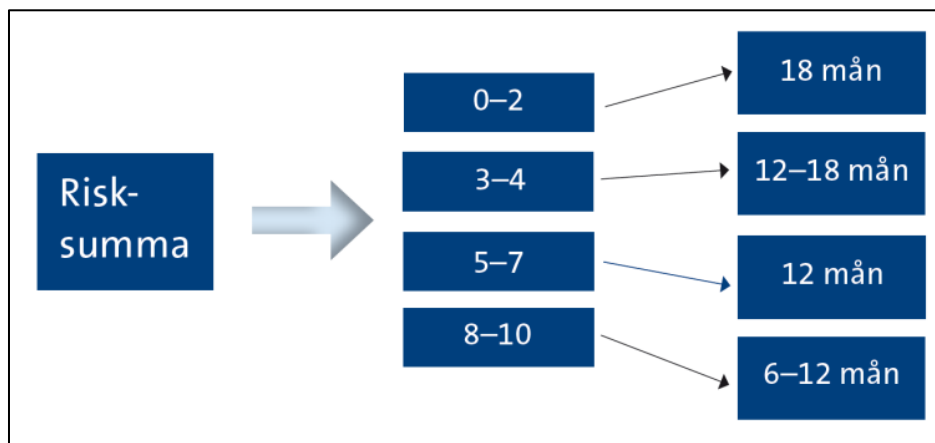 Risk-
summa
0–2
3–4
5–7
8–10
18 mån
12–18 mån
12 mån
6–12 mån